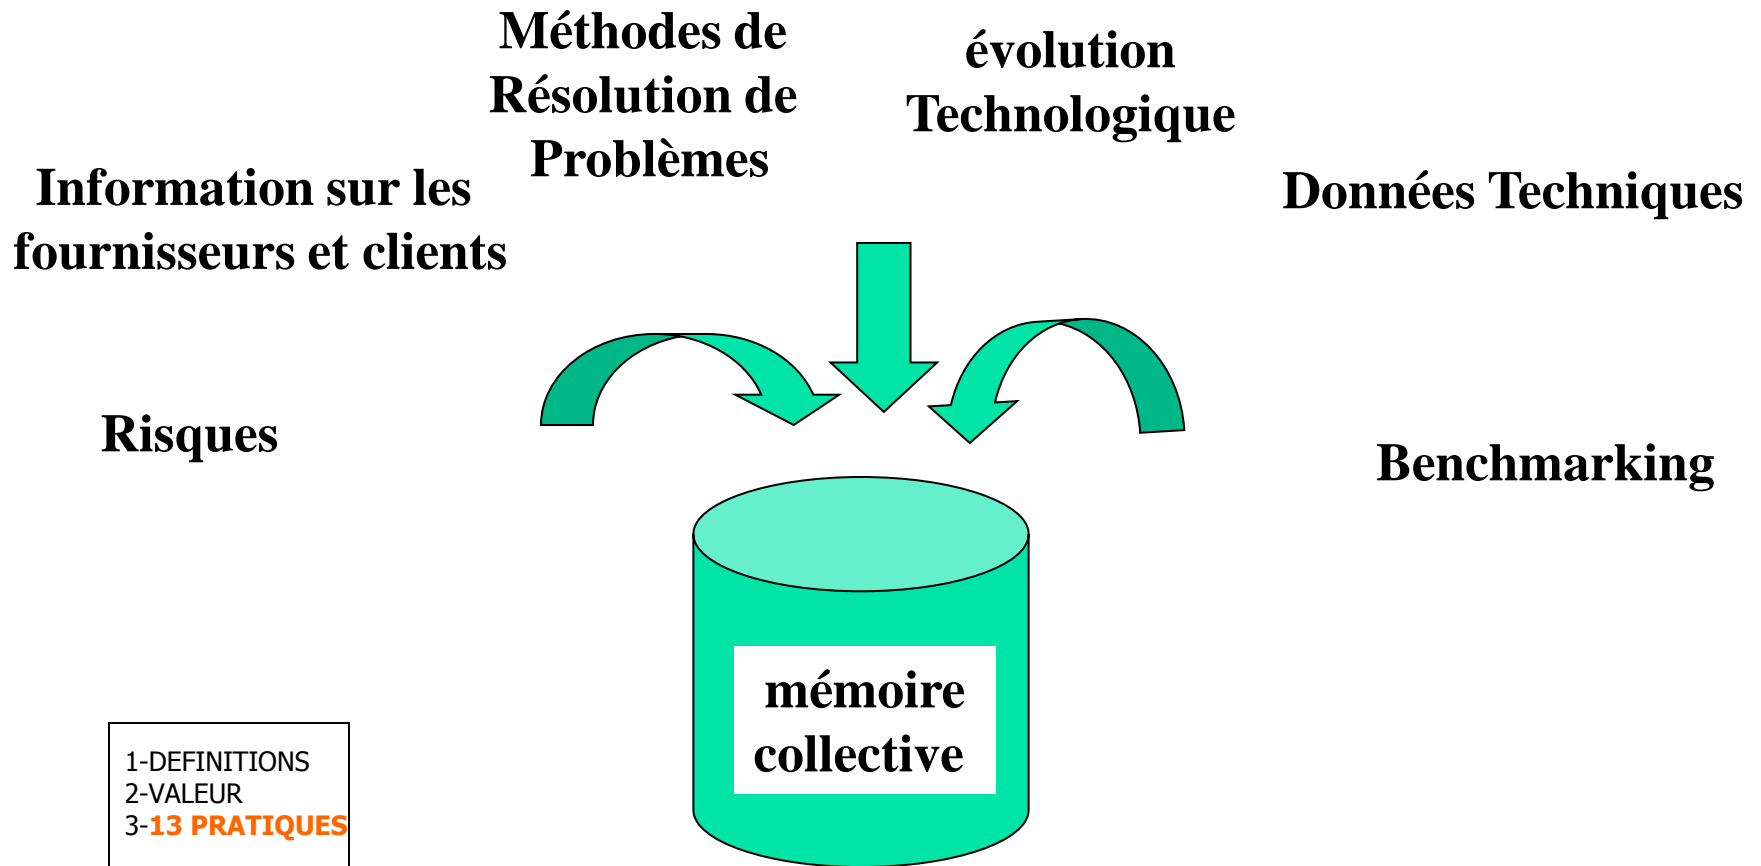 Méthodes de
Résolution de
Problèmes
évolution
Technologique
Information sur les
fournisseurs et clients
Données Techniques
Risques
Benchmarking
mémoire
collective
1-DEFINITIONS
2-VALEUR
3-13 PRATIQUES